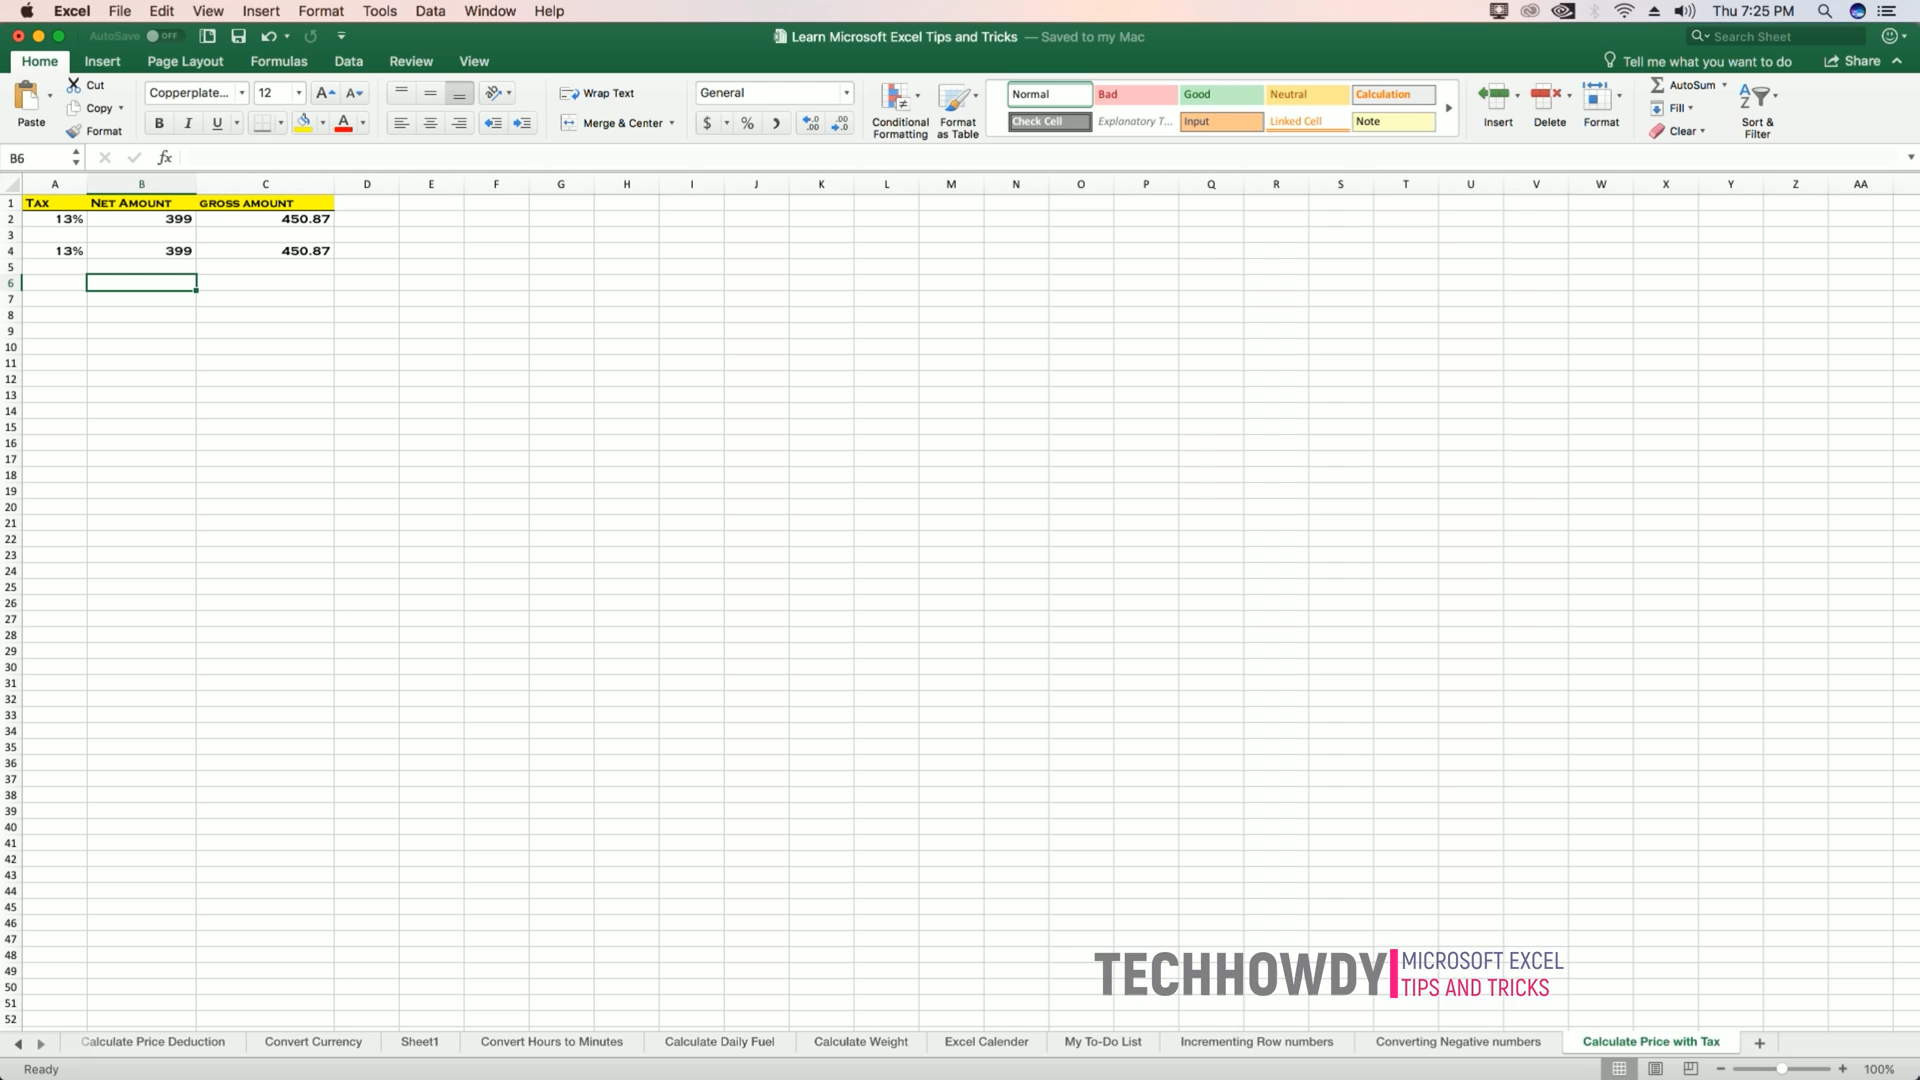 Excel File Edit View Insert Format Tools Data Window Help Thu 7:25 PM
AutoSave OFF Learn Microsoft Excel Tips and Tricks — Saved to my Mac Search Sheet
Home Insert Page Layout Formulas Data Review View Tell me what you want to do Share
Paste Cut Copy Format
Copperplate... 12 A A
B I U A
Wrap Text
Merge & Center
General
$ % .0 .00 .00 .0
Conditional Formatting
Format as Table
Normal Bad Good Neutral Calculation
Check Cell Explanatory T... Input Linked Cell Note
Insert Delete Format
AutoSum
Fill
Clear
Sort & Filter
B6 fx
A B C D E F G H I J K L M N O P Q R S T U V W X Y Z AA
1 Tax Net Amount gross amount
2 13% 399 450.87
3
4 13% 399 450.87
5
6
7
8
9
10
11
12
13
14
15
16
17
18
19
20
21
22
23
24
25
26
27
28
29
30
31
32
33
34
35
36
37
38
39
40
41
42
43
44
45
46
47
48
49
50
51
52
TECHHOWDY MICROSOFT EXCEL
TIPS AND TRICKS
Calculate Price Deduction Convert Currency Sheet1 Convert Hours to Minutes Calculate Daily Fuel Calculate Weight Excel Calender My To-Do List Incrementing Row numbers Converting Negative numbers Calculate Price with Tax +
Ready 100%